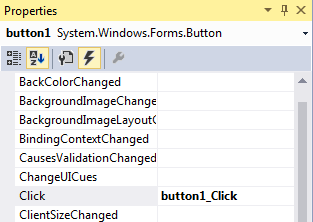 Properties
button1 System.Windows.Forms.Button
BackColorChanged
BackgroundImageChange
BackgroundImageLayoutC
BindingContextChanged
CausesValidationChanged
ChangeUICues
Click button1_Click
ClientSizeChanged